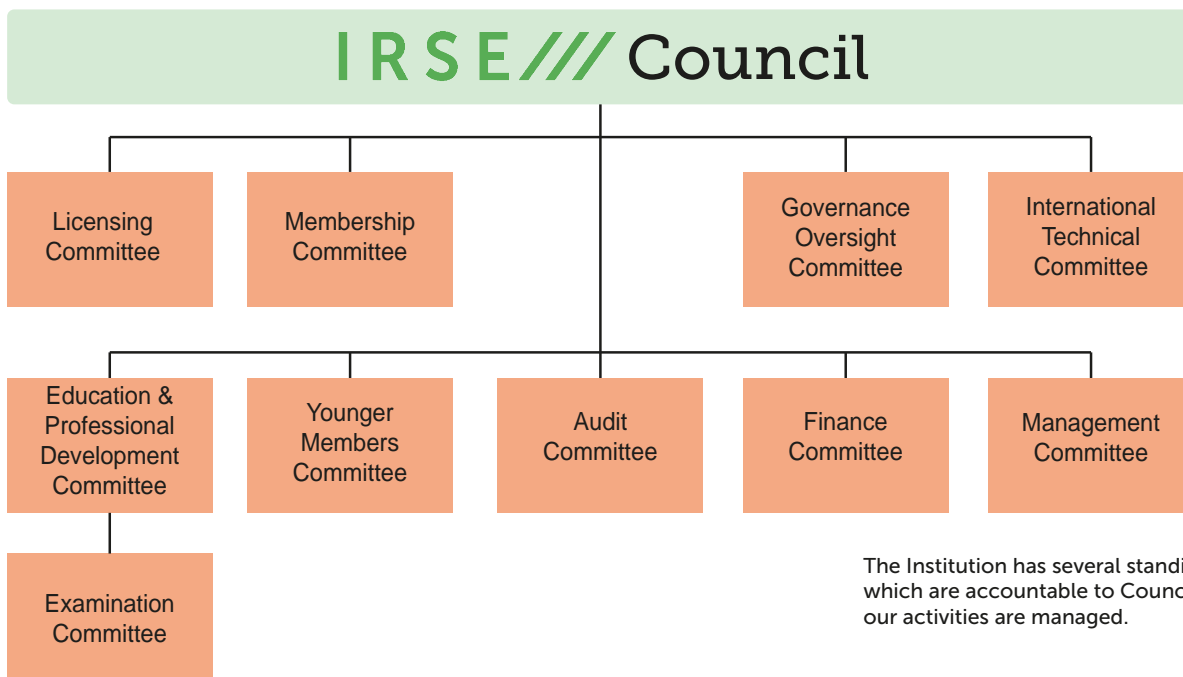 IRSE/// Council
Licensing
Committee
Membership
Committee
Governance
Oversight
Committee
International
Technical
Committee
Education &
Professional
Development
Committee
Younger
Members
Committee
Audit
Committee
Finance
Committee
Management
Committee
Examination
Committee
The Institution has several
which are accountable to
our activities are managed.